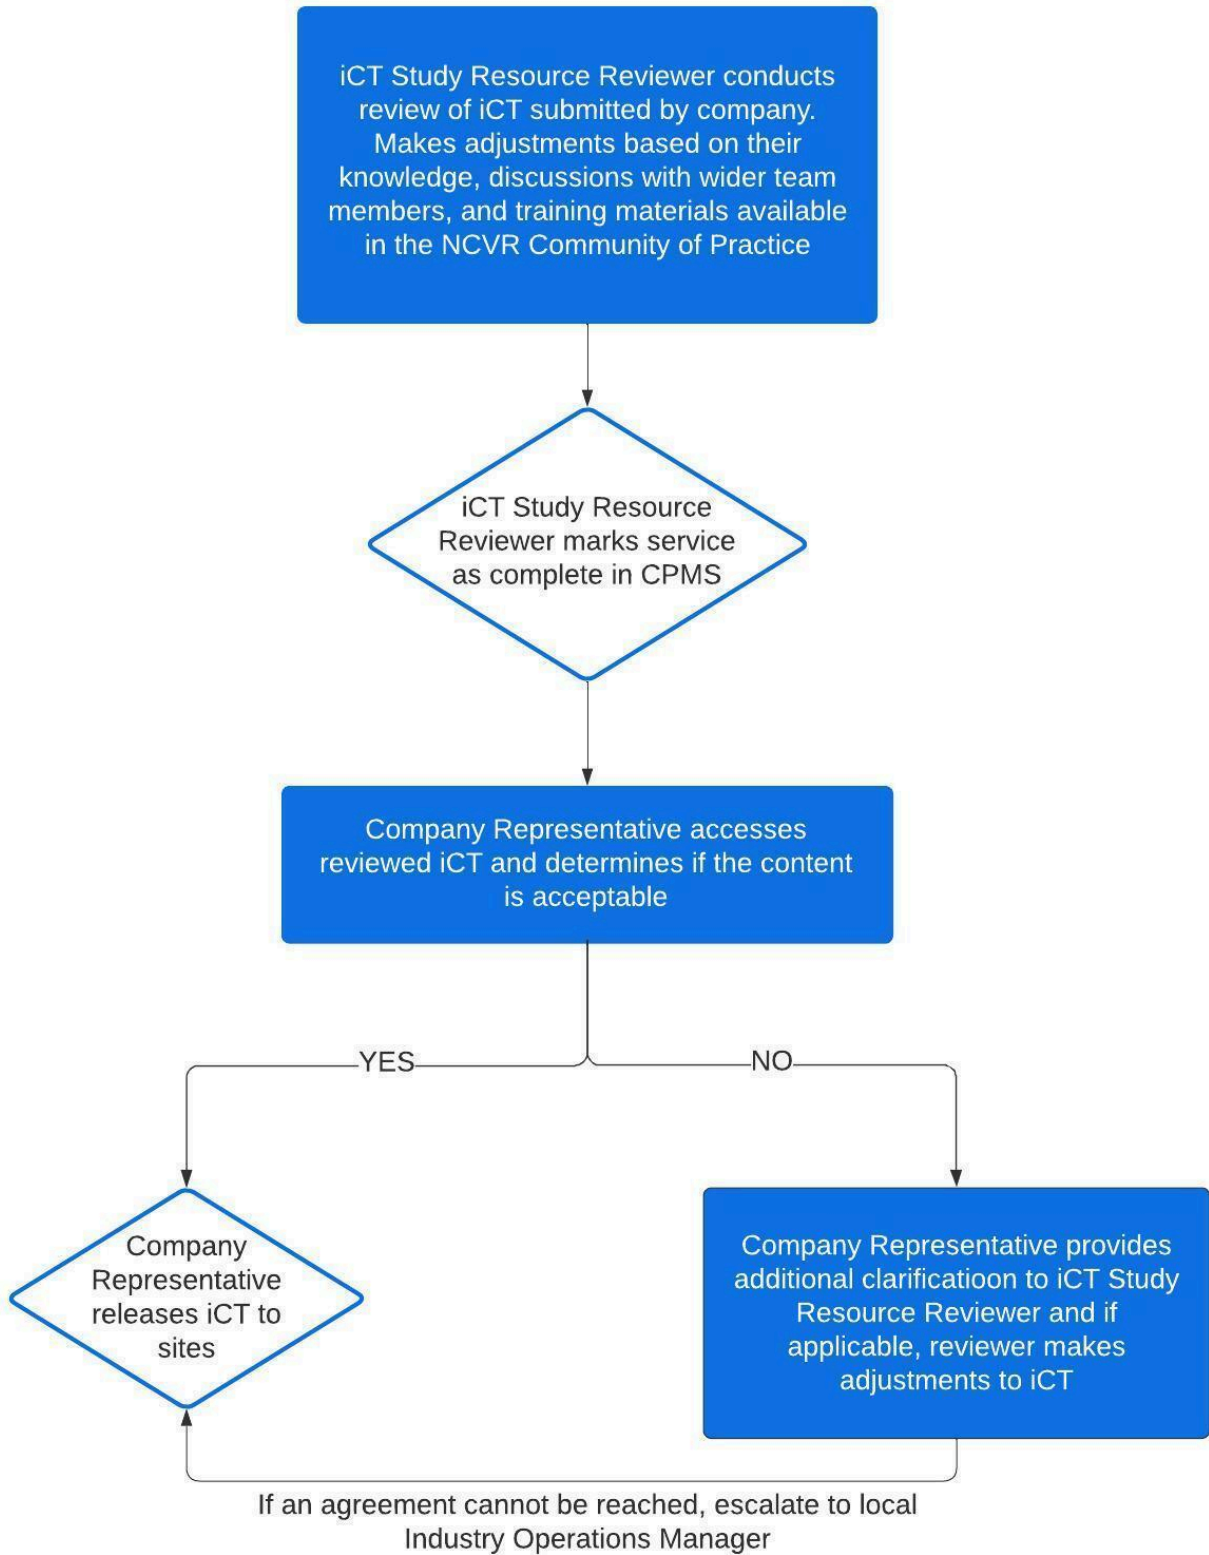 iCT Study Resource Reviewer conducts
review of iCT submitted by company.
Makes adjustments based on their
knowledge, discussions with wider team
members, and training materials available
in the NCVR Community of Practice
iCT Study Resource
Reviewer marks service
as complete in CPMS
Company Representative accesses
reviewed iCT and determines if the content
is acceptable
YES
NO
Company
Representative
releases iCT to
sites
Company Representative provides
additional clarificatioon to iCT Study
Resource Reviewer and if
applicable, reviewer makes
adjustments to iCT
If an agreement cannot be reached, escalate to local
Industry Operations Manager